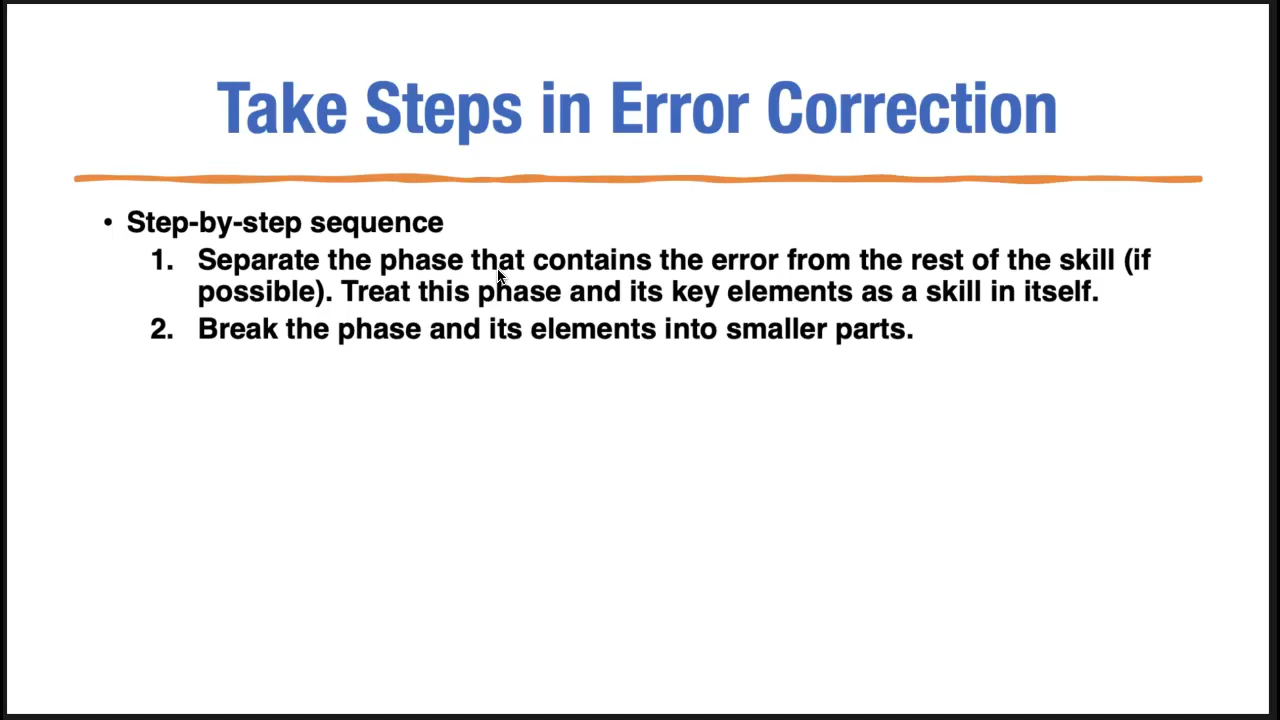 Take Steps in Error Correction
• Step-by-step sequence
1. Separate the phase that contains the error from the rest of the skill (if
possible). Treat this phase and its key elements as a skill in itself.
2. Break the phase and its elements into smaller parts.